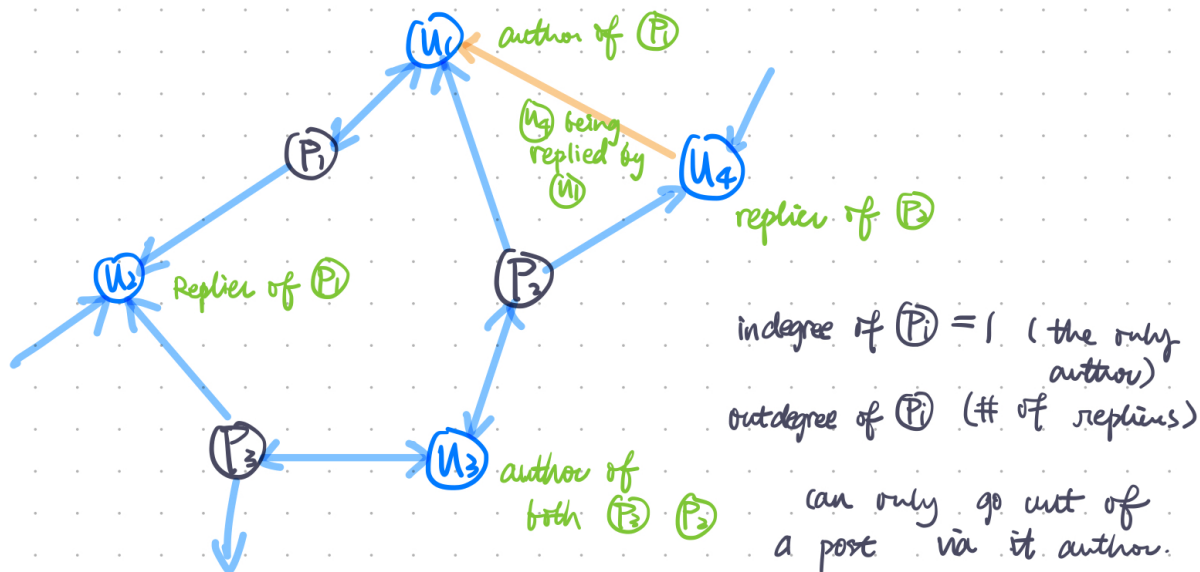 U₁ author of P₁
P₁
U₄ being
replied by
U₁
U₄
replier of P₂
U₂ Replier of P₁
P₂
indegree of Pi = 1 (the only
author)
outdegree of Pi (# of repliers)
P₃
U₃ author of
both P₃ P₂
can only go out of
a post via it author.